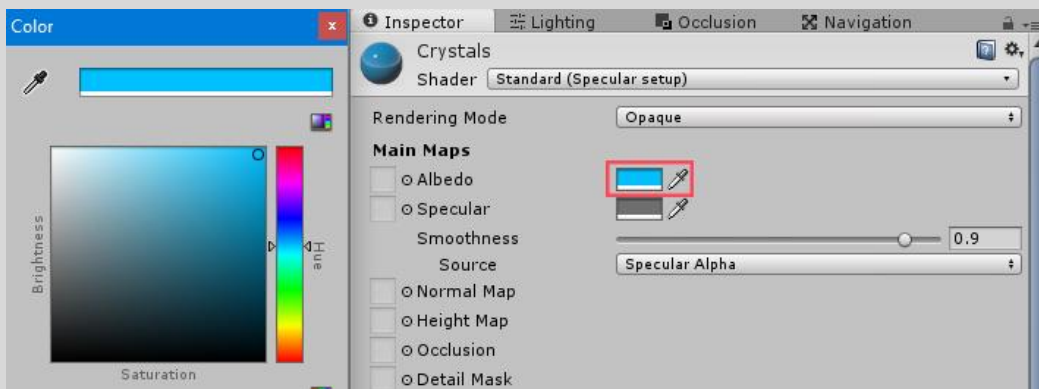 Color x
Brightness
Hue
Saturation
Inspector Lighting Occlusion Navigation
Crystals
Shader Standard (Specular setup)
Rendering Mode Opaque
Main Maps
Albedo
Specular
Smoothness 0.9
Source Specular Alpha
Normal Map
Height Map
Occlusion
Detail Mask